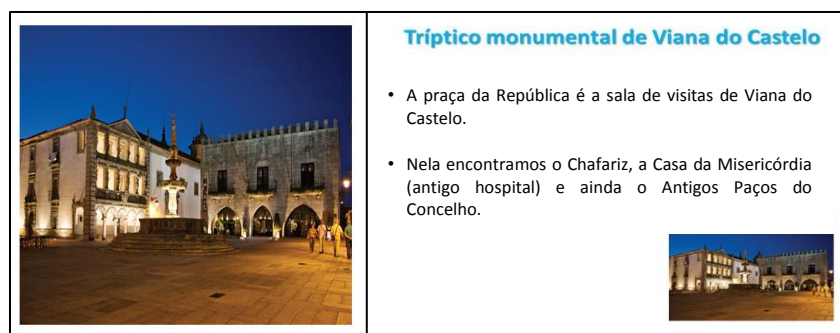 Tríptico monumental de Viana do Castelo
• A praça da República é a sala de visitas de Viana do
Castelo.
• Nela encontramos o Chafariz, a Casa da Misericórdia
(antigo hospital) e ainda o Antigos Paços do
Concelho.